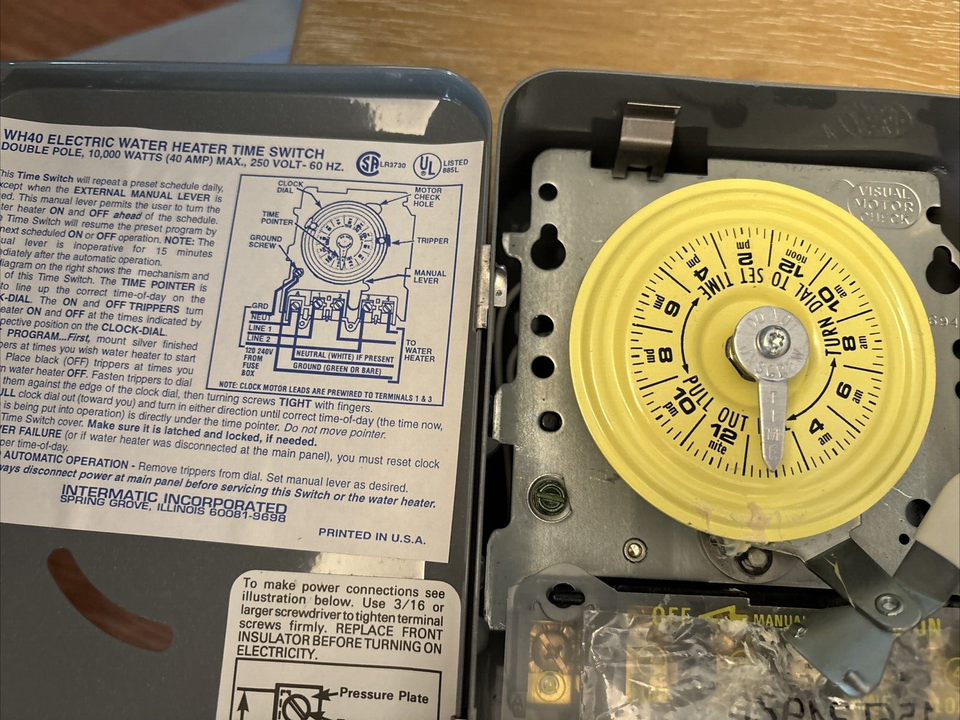 WH40 ELECTRIC WATER HEATER TIME SWITCH
DOUBLE POLE, 10,000 WATTS (40 AMP) MAX., 250 VOLT- 60 HZ.
SA LR3730
UL LISTED
885L
This Time Switch will repeat a preset schedule daily,
except when the EXTERNAL MANUAL LEVER is
ed. This manual lever permits the user to turn the
ter heater ON and OFF ahead of the schedule.
Time Switch will resume the preset program by
next scheduled ON or OFF operation. NOTE: The
ual lever is inoperative for 15 minutes
ediately after the automatic operation.
diagram on the right shows the mechanism and
of this Time Switch. The TIME POINTER is
to line up the correct time-of-day on the
K-DIAL. The ON and OFF TRIPPERS turn
eater ON and OFF at the times indicated by
spective position on the CLOCK-DIAL.
PROGRAM...First, mount silver finished
pers at times you wish water heater to start
Place black (OFF) trippers at times you
m water heater OFF. Fasten trippers to dial
them against the edge of the clock dial, then turning screws TIGHT with fingers.
ULL clock dial out (toward you) and turn in either direction until correct time-of-day (the time now,
is being put into operation) is directly under the time pointer. Do not move pointer.
Time Switch cover. Make sure it is latched and locked, if needed.
ER FAILURE (or if water heater was disconnected at the main panel), you must reset clock
per time-of-day.
AUTOMATIC OPERATION - Remove trippers from dial. Set manual lever as desired.
ways disconnect power at main panel before servicing this Switch or the water heater.
INTERMATIC INCORPORATED
SPRING GROVE, ILLINOIS 60081-9698
PRINTED IN U.S.A.
CLOCK
DIAL
MOTOR
CHECK
HOLE
TIME
POINTER
GROUND
SCREW
TRIPPER
MANUAL
LEVER
GRD
NEUT
LINE 1
LINE 2
120 240V
FROM
FUSE
BOX
NEUTRAL (WHITE) IF PRESENT
GROUND (GREEN OR BARE)
TO
WATER
HEATER
NOTE: CLOCK MOTOR LEADS ARE PREWIRED TO TERMINALS 1 & 3
To make power connections see
illustration below. Use 3/16 or
larger screwdriver to tighten terminal
screws firmly. REPLACE FRONT
INSULATOR BEFORE TURNING ON
ELECTRICITY.
Pressure Plate
VISUAL
MOTOR
CHECK
TURN DIAL TO SET TIME
PULL OUT
12 noon
2 pm
4 pm
6 pm
8 pm
10 pm
12 nite
4 am
6 am
8 am
10 am
TIME
694
OFF
MANUAL